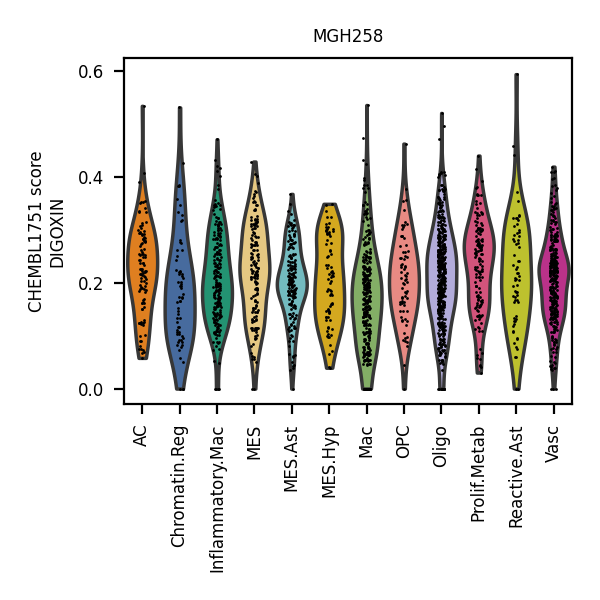 MGH258
CHEMBL1751 score
DIGOXIN
0.6
0.4
0.2
0.0
AC
Chromatin.Reg
Inflammatory.Mac
MES
MES.Ast
MES.Hyp
Mac
OPC
Oligo
Prolif.Metab
Reactive.Ast
Vasc